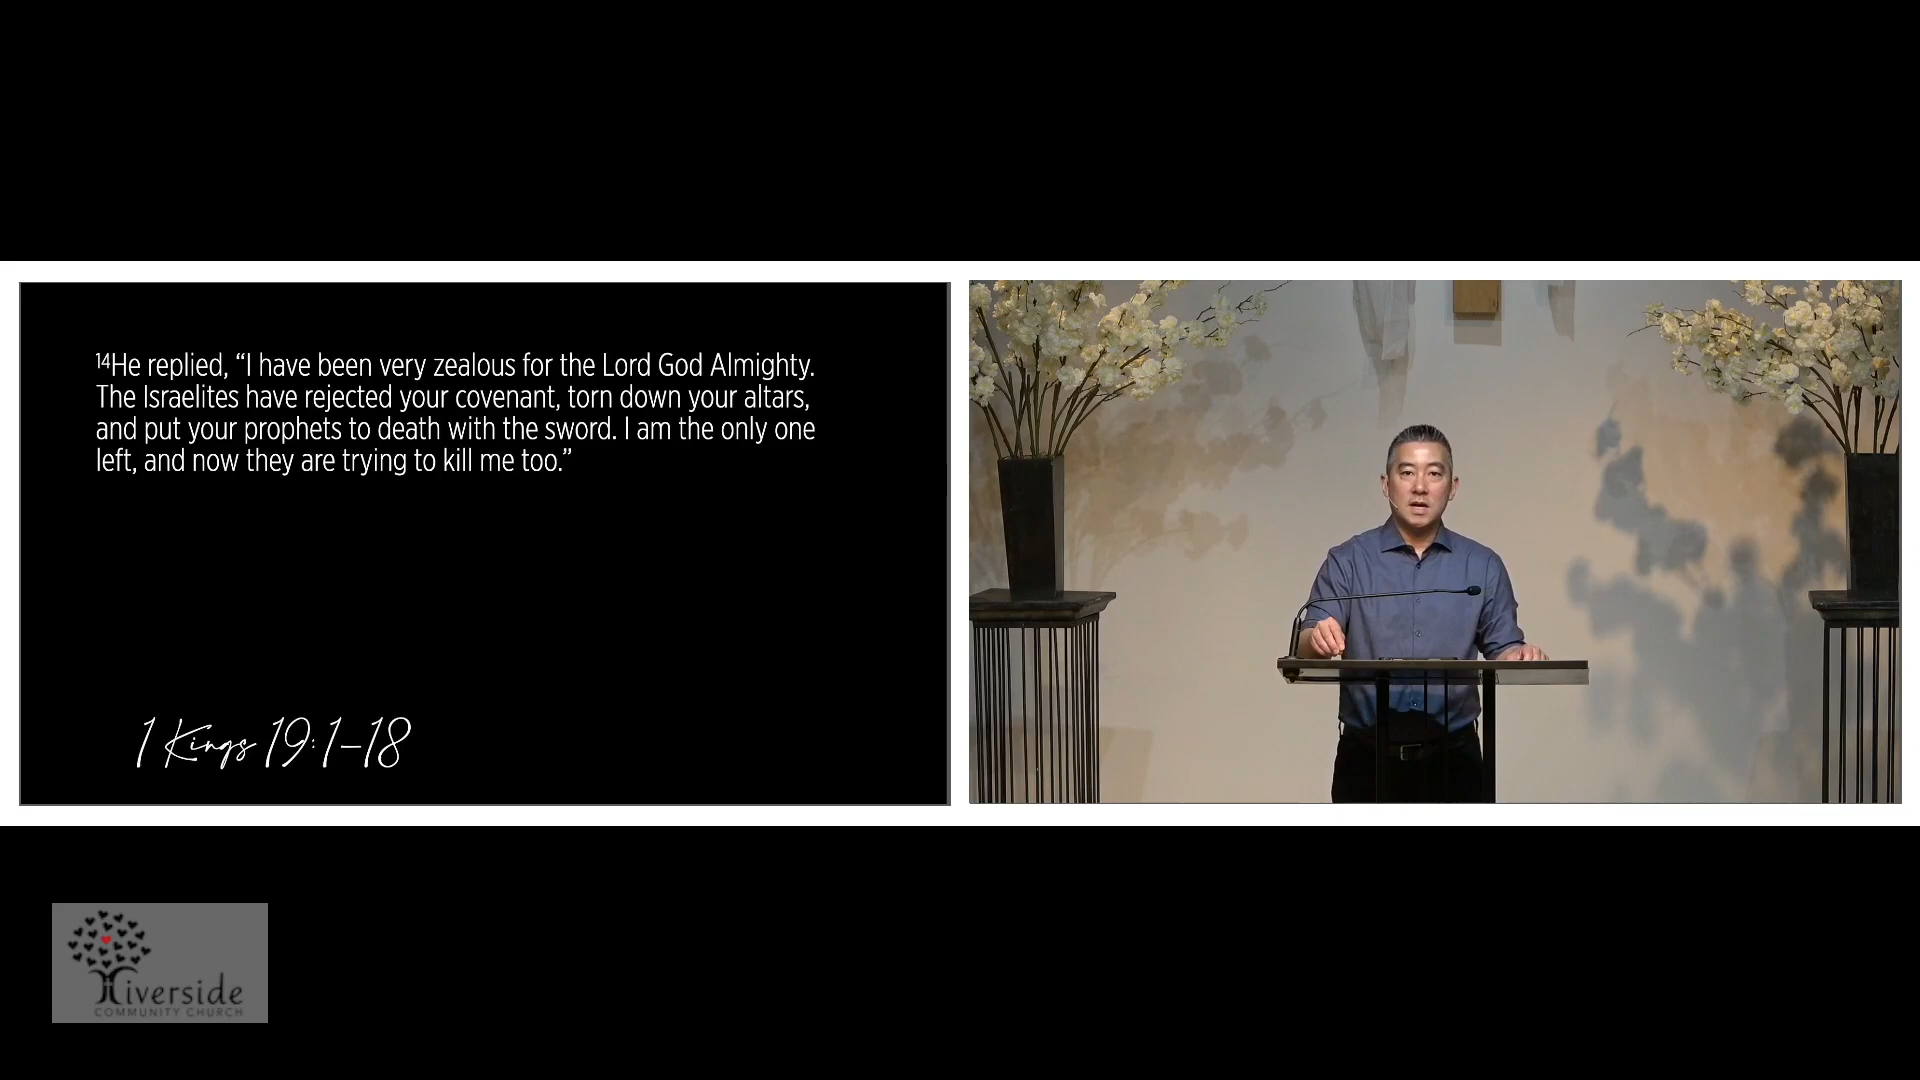 ¹⁴He replied, “I have been very zealous for the Lord God Almighty.
The Israelites have rejected your covenant, torn down your altars,
and put your prophets to death with the sword. I am the only one
left, and now they are trying to kill me too.”
1 Kings 19:1–18
Riverside
COMMUNITY CHURCH